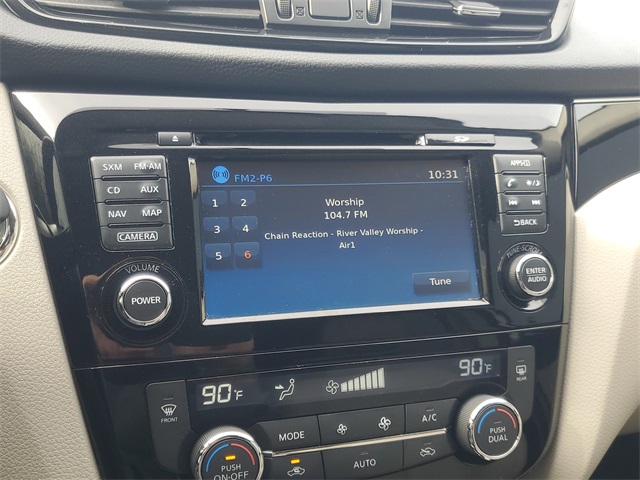 FM2-P6 10:31
1 2
3 4
5 6
Worship
104.7 FM
Chain Reaction - River Valley Worship -
Air1
Tune
SXM FM·AM
CD AUX
NAV MAP
CAMERA
VOLUME
POWER
APPS
BACK
TUNE·SCROLL
ENTER
AUDIO
90°F
90°F
FRONT
REAR
MODE
A/C
AUTO
PUSH
ON·OFF
PUSH
DUAL